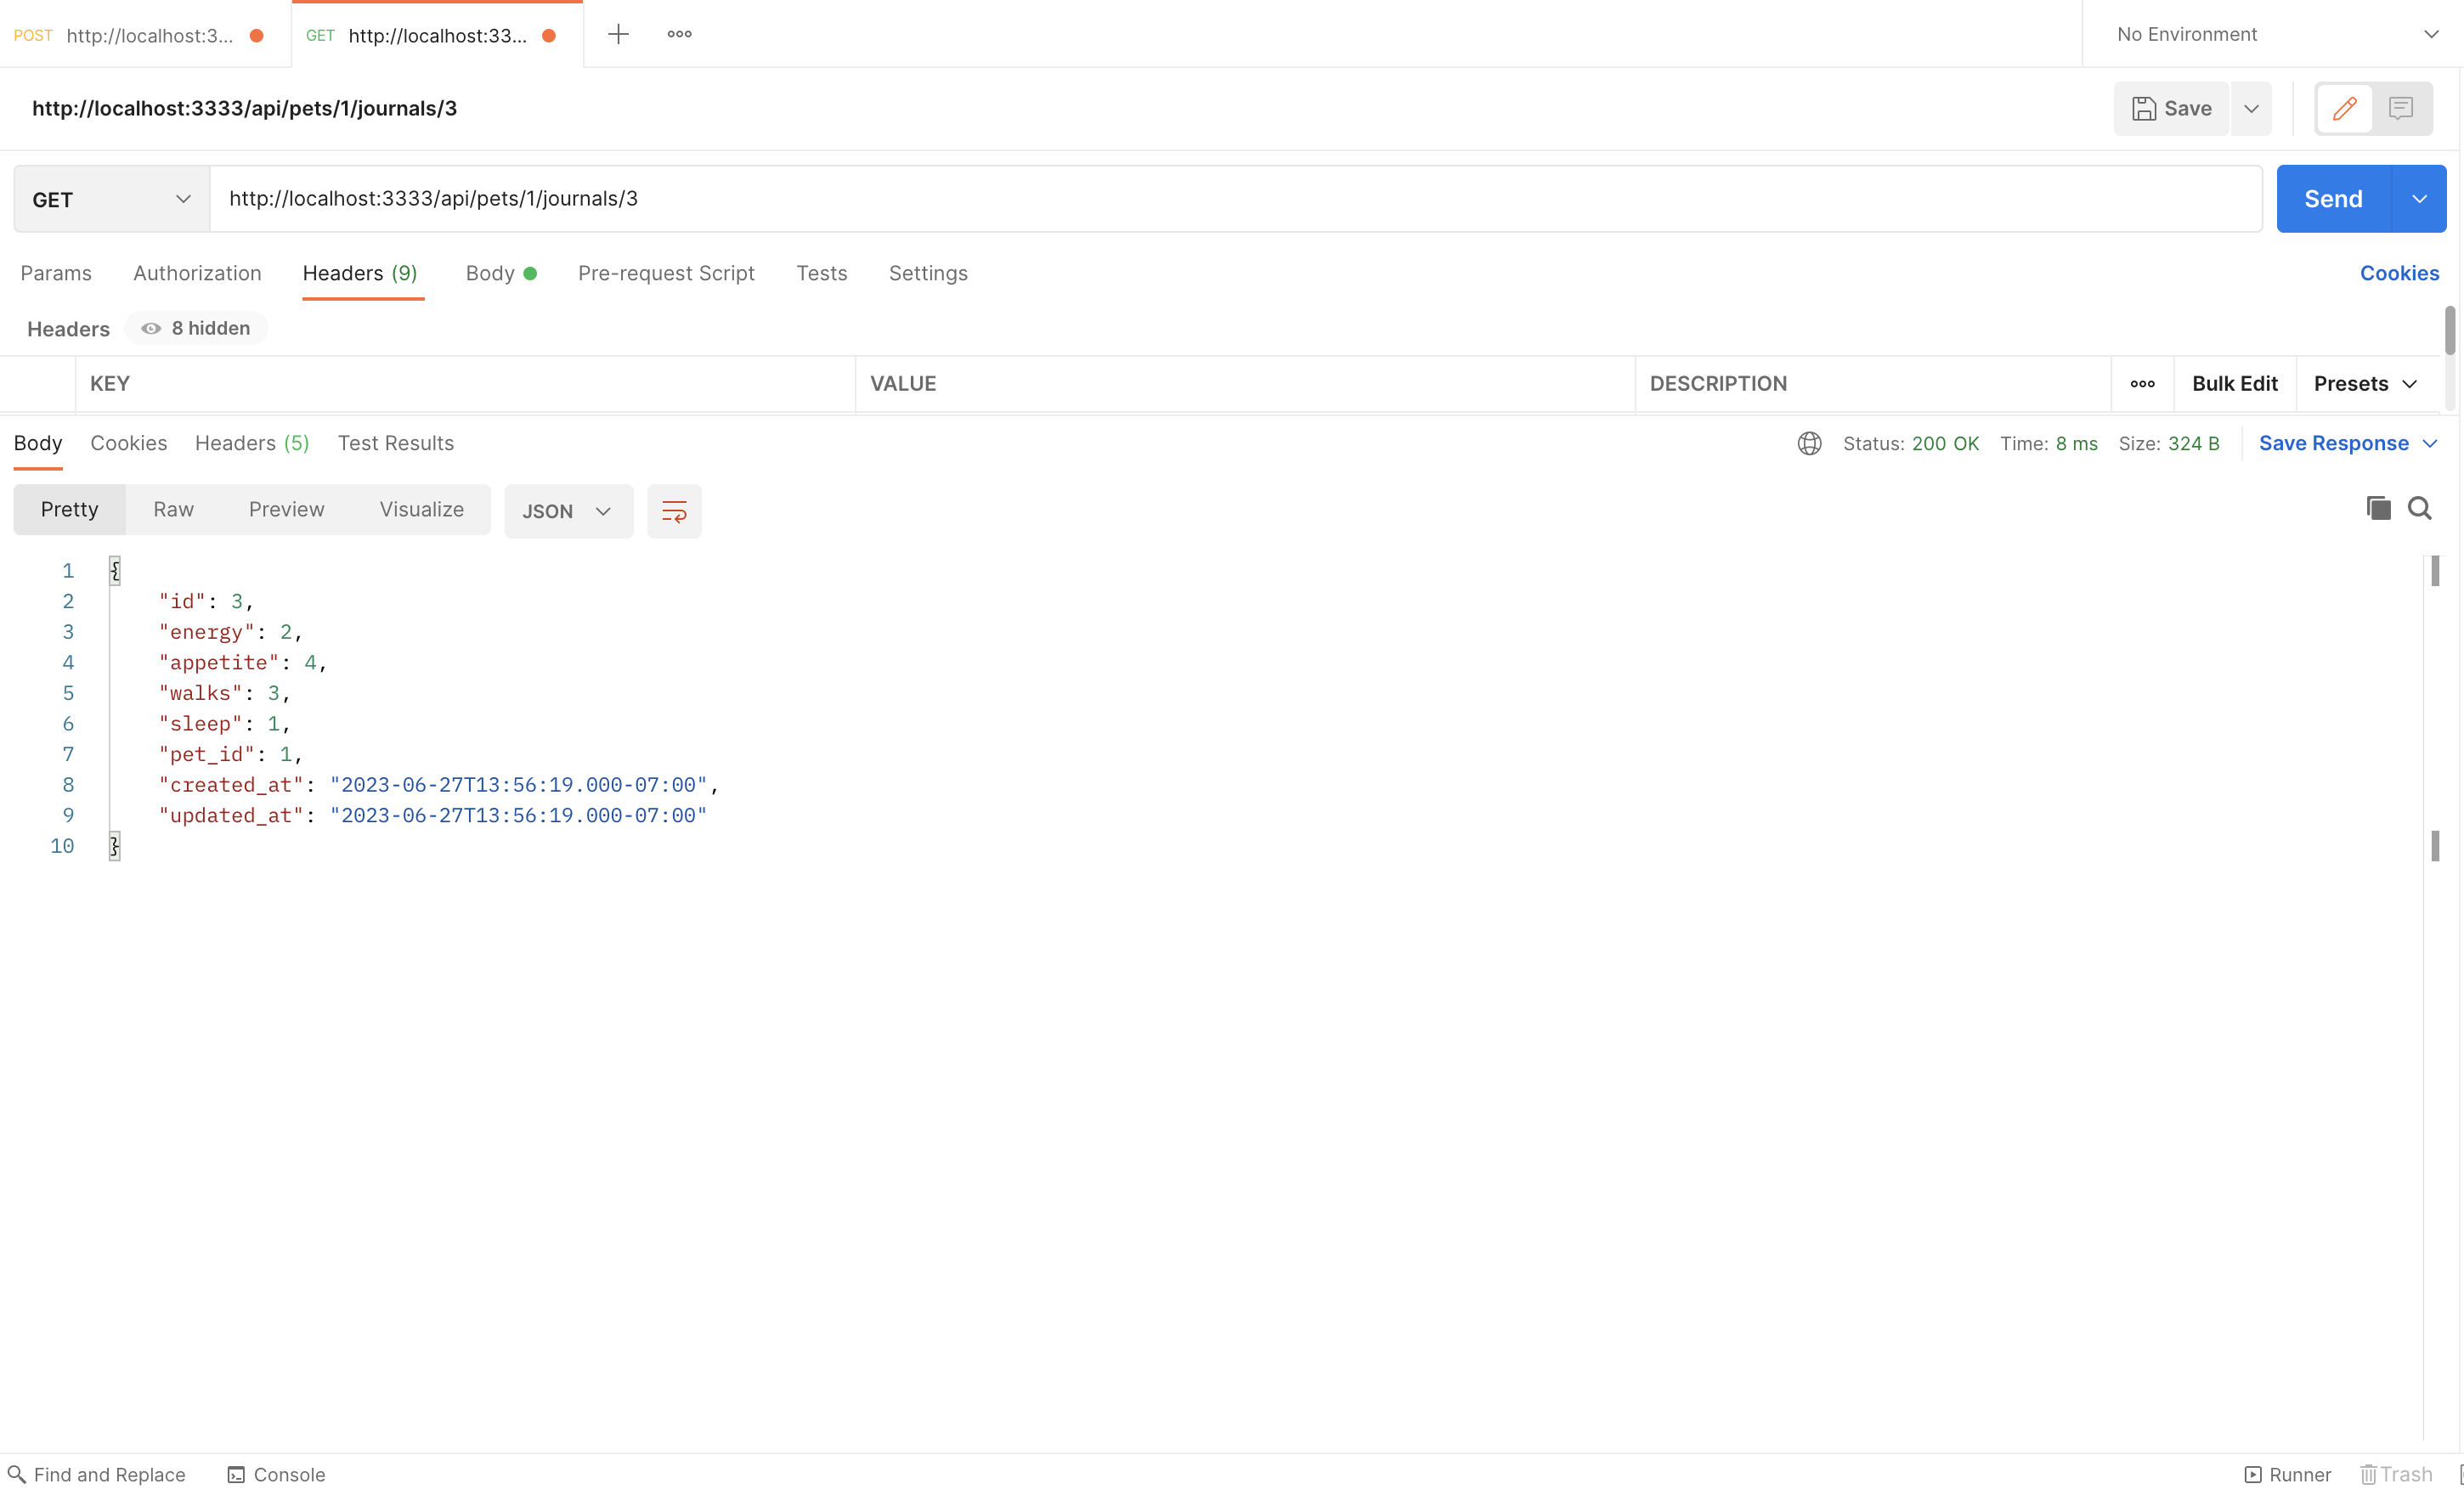 POST http://localhost:3... GET http://localhost:33... No Environment
http://localhost:3333/api/pets/1/journals/3 Save
GET http://localhost:3333/api/pets/1/journals/3 Send
Params Authorization Headers (9) Body Pre-request Script Tests Settings Cookies
Headers 8 hidden
KEY VALUE DESCRIPTION Bulk Edit Presets
Body Cookies Headers (5) Test Results Status: 200 OK Time: 8 ms Size: 324 B Save Response
Pretty Raw Preview Visualize JSON
1 {
2 "id": 3,
3 "energy": 2,
4 "appetite": 4,
5 "walks": 3,
6 "sleep": 1,
7 "pet_id": 1,
8 "created_at": "2023-06-27T13:56:19.000-07:00",
9 "updated_at": "2023-06-27T13:56:19.000-07:00"
10 }
Find and Replace Console Runner Trash